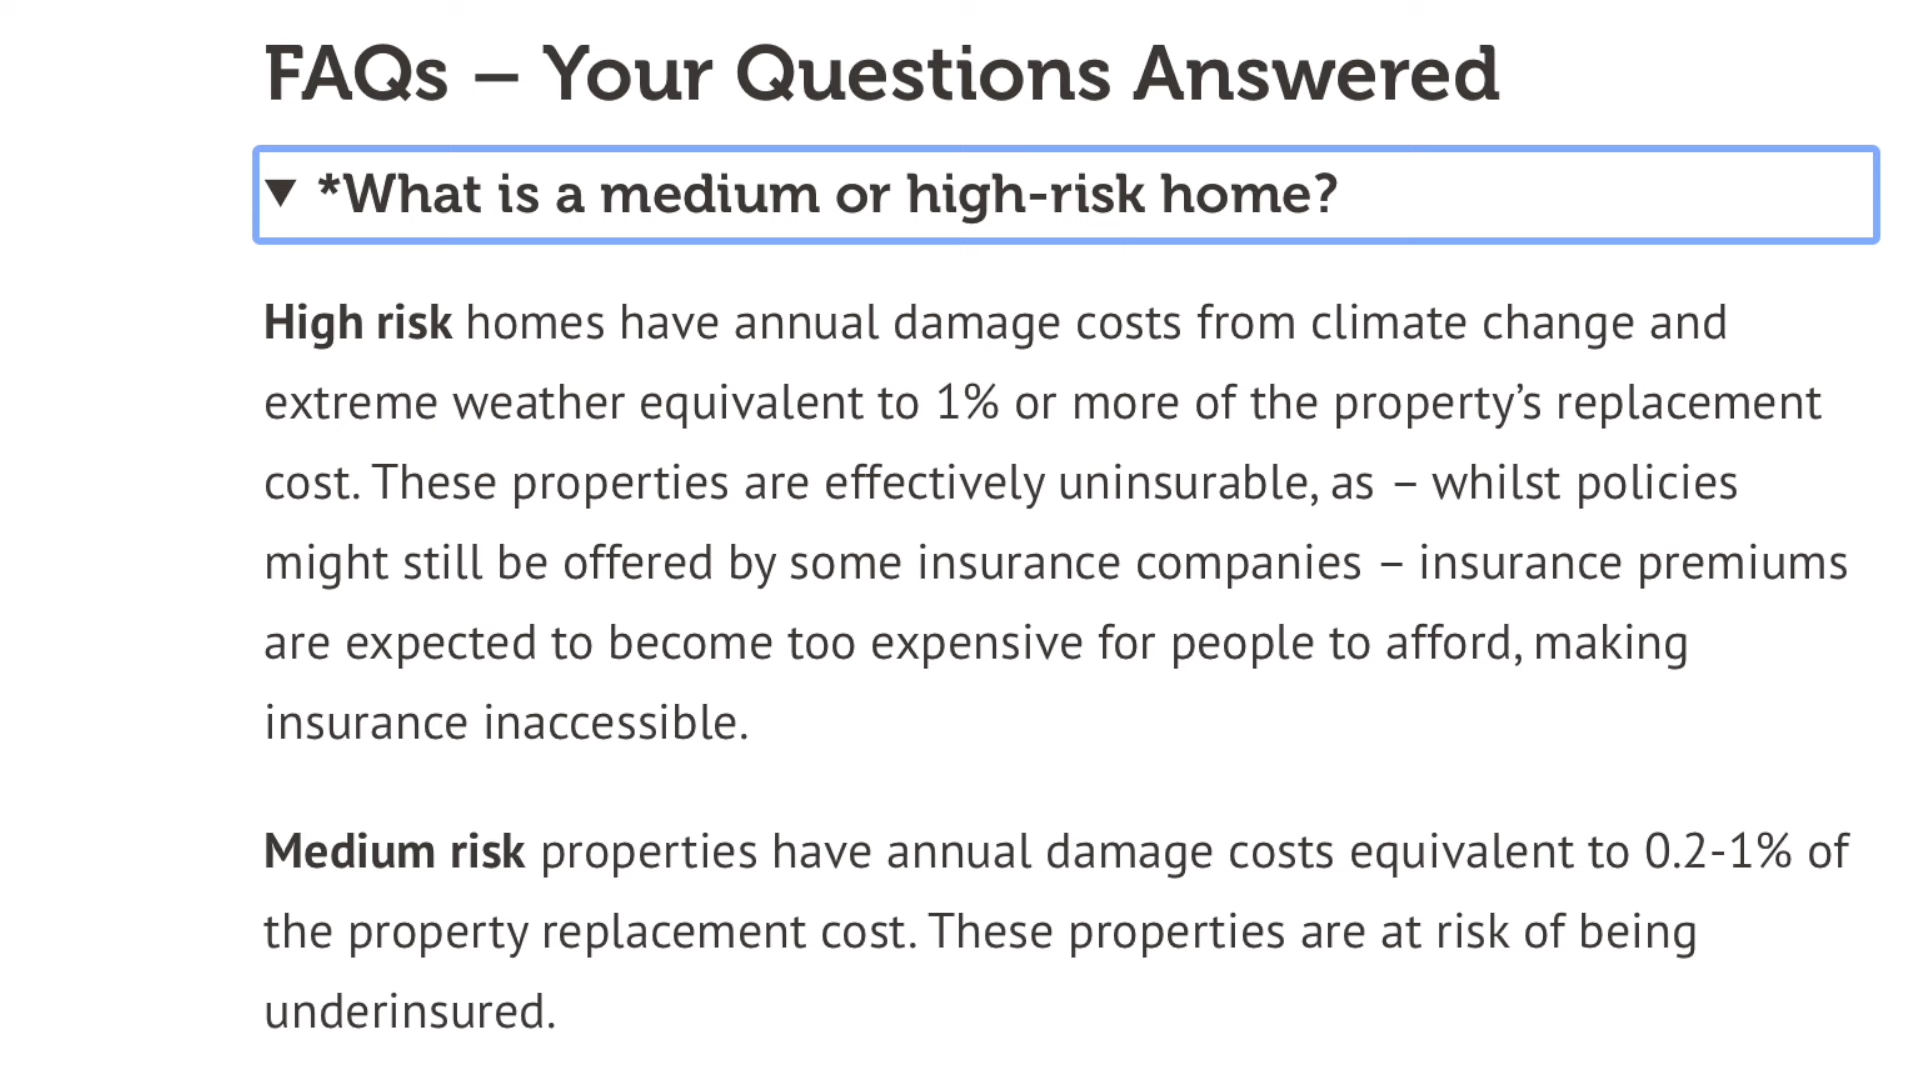 FAQs – Your Questions Answered
▼ *What is a medium or high-risk home?
High risk homes have annual damage costs from climate change and
extreme weather equivalent to 1% or more of the property’s replacement
cost. These properties are effectively uninsurable, as – whilst policies
might still be offered by some insurance companies – insurance premiums
are expected to become too expensive for people to afford, making
insurance inaccessible.
Medium risk properties have annual damage costs equivalent to 0.2-1% of
the property replacement cost. These properties are at risk of being
underinsured.